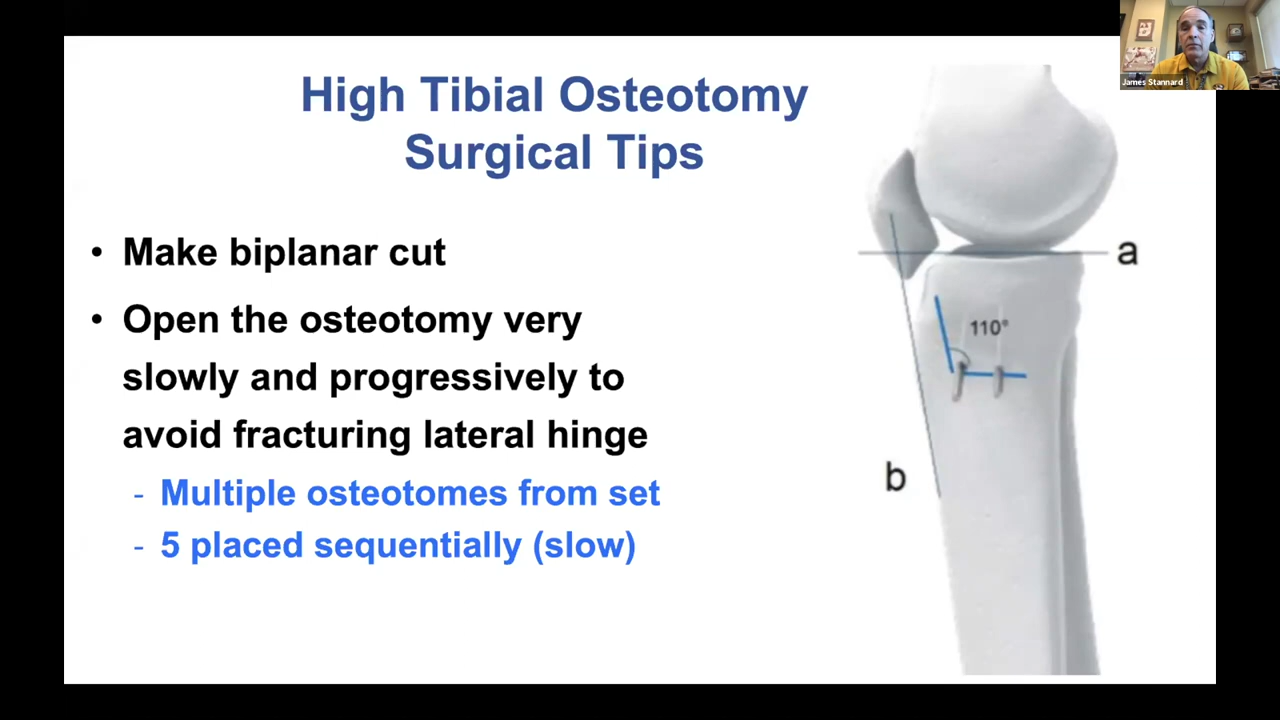 James Stannard
High Tibial Osteotomy
Surgical Tips
• Make biplanar cut
• Open the osteotomy very
slowly and progressively to
avoid fracturing lateral hinge
- Multiple osteotomes from set
- 5 placed sequentially (slow)
a
110°
b